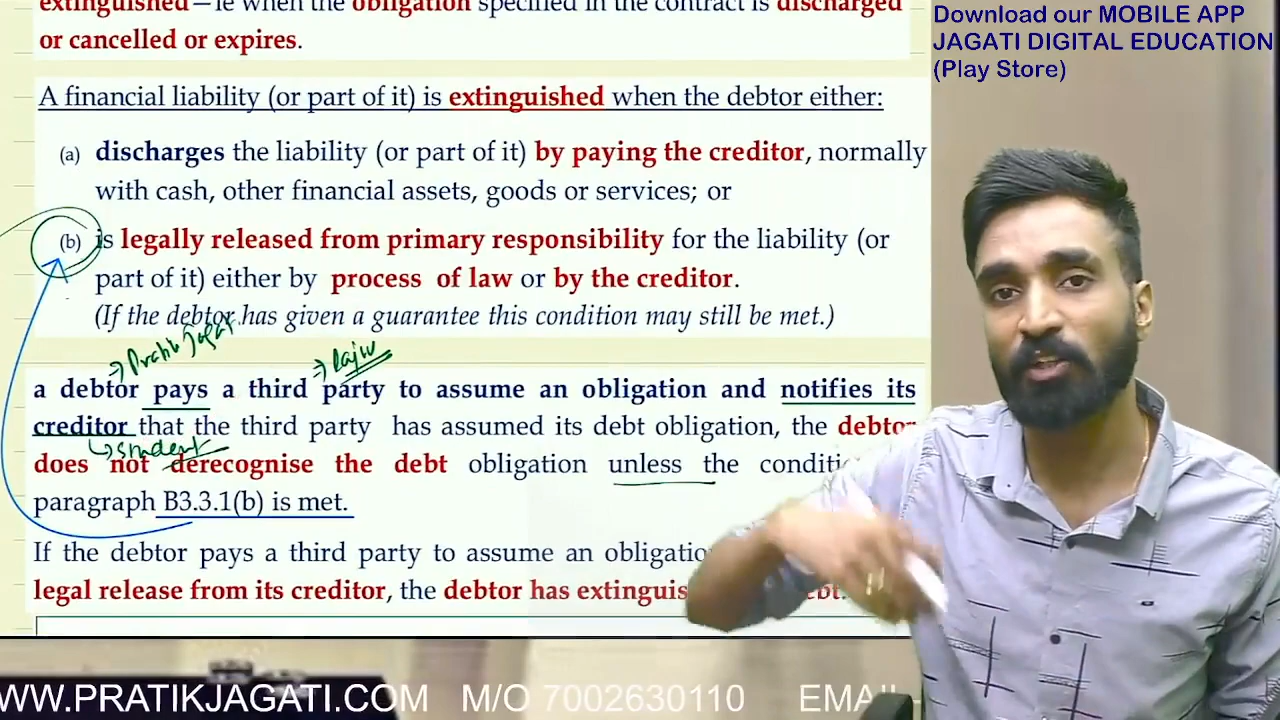 extinguished—ie when the obligation specified in the contract is discharged
or cancelled or expires.
A financial liability (or part of it) is extinguished when the debtor either:
(a) discharges the liability (or part of it) by paying the creditor, normally
with cash, other financial assets, goods or services; or
(b) is legally released from primary responsibility for the liability (or
part of it) either by process of law or by the creditor.
(If the debtor has given a guarantee this condition may still be met.)
Pratik Jagati
Rajiv
a debtor pays a third party to assume an obligation and notifies its
creditor that the third party has assumed its debt obligation, the debtor
student
does not derecognise the debt obligation unless the conditi
paragraph B3.3.1(b) is met.
If the debtor pays a third party to assume an obligatio
legal release from its creditor, the debtor has extinguis
Download our MOBILE APP
JAGATI DIGITAL EDUCATION
(Play Store)
WWW.PRATIKJAGATI.COM M/O 7002630110 EMAI